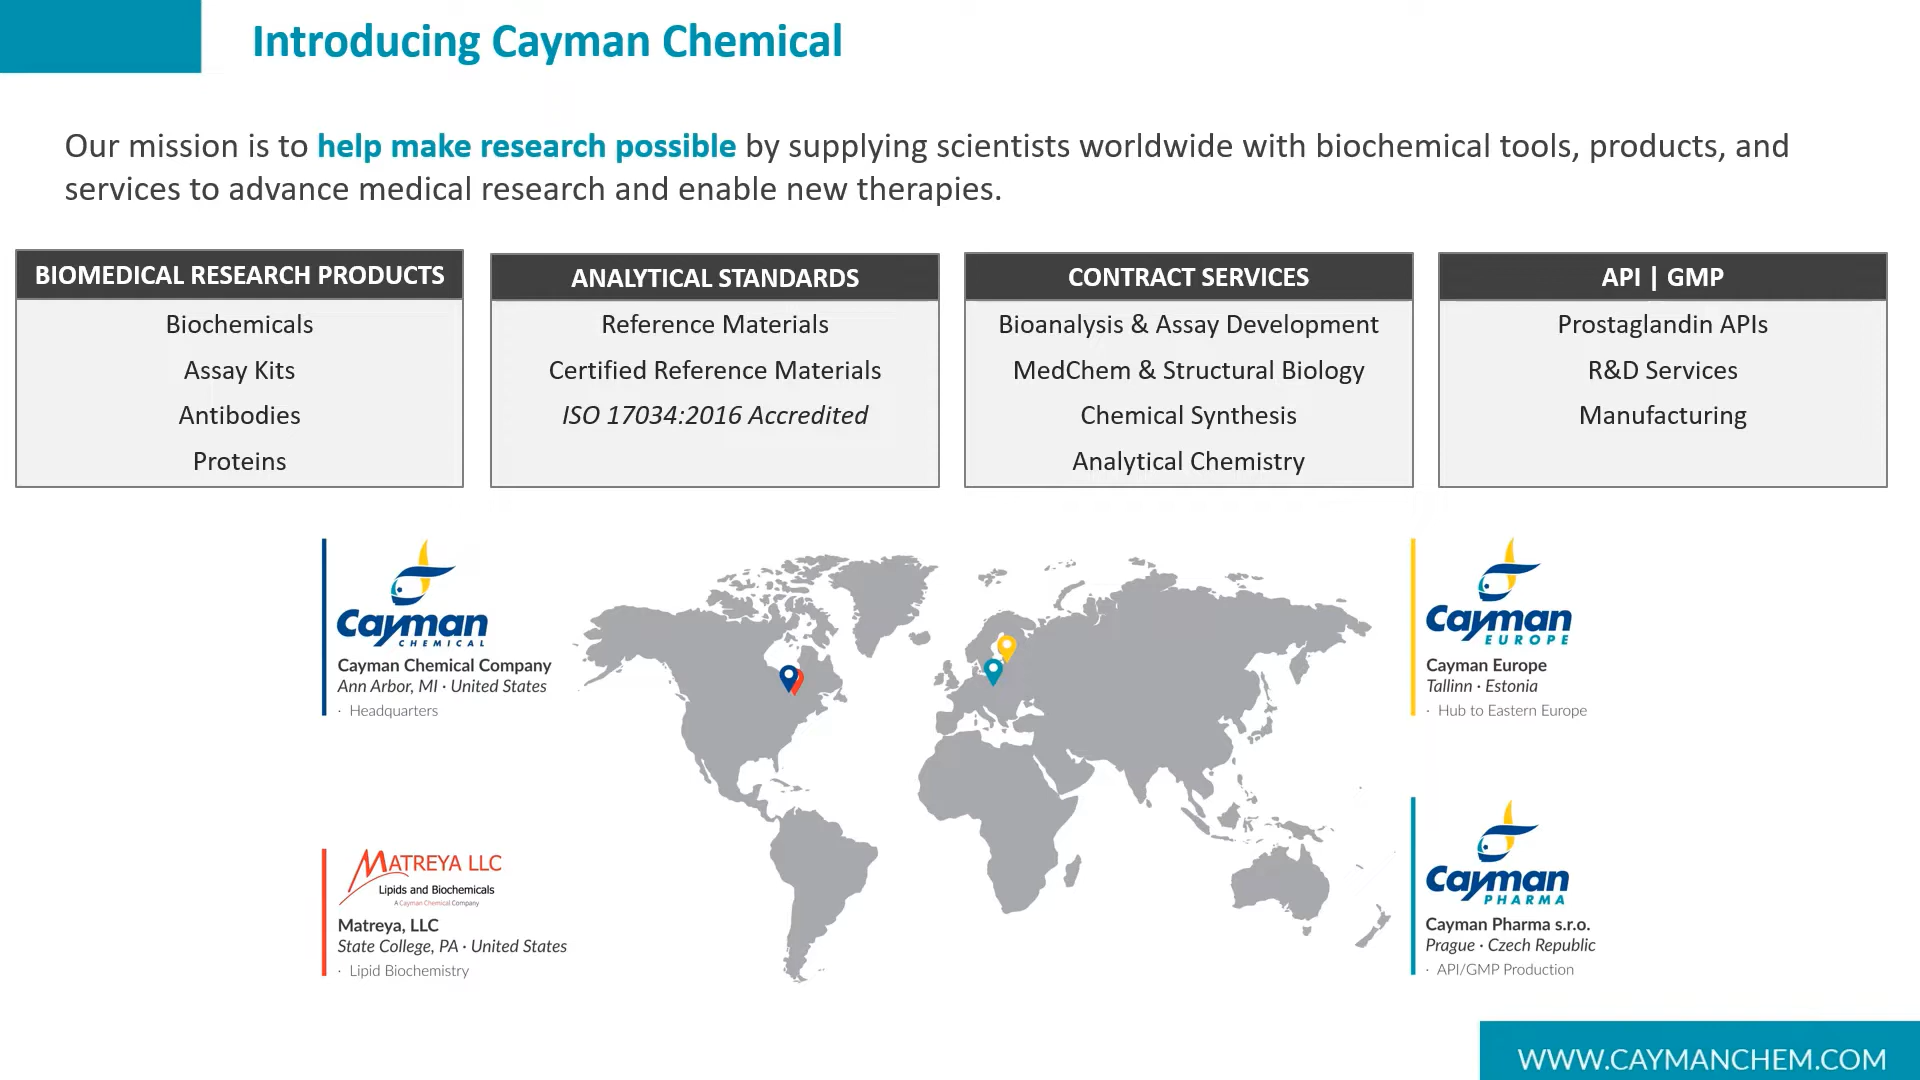 Introducing Cayman Chemical
Our mission is to help make research possible by supplying scientists worldwide with biochemical tools, products, and
services to advance medical research and enable new therapies.
BIOMEDICAL RESEARCH PRODUCTS
Biochemicals
Assay Kits
Antibodies
Proteins
ANALYTICAL STANDARDS
Reference Materials
Certified Reference Materials
ISO 17034:2016 Accredited
CONTRACT SERVICES
Bioanalysis & Assay Development
MedChem & Structural Biology
Chemical Synthesis
Analytical Chemistry
API | GMP
Prostaglandin APIs
R&D Services
Manufacturing
Cayman
CHEMICAL
Cayman Chemical Company
Ann Arbor, MI · United States
· Headquarters
MATREYA LLC
Lipids and Biochemicals
A Cayman Chemical Company
Matreya, LLC
State College, PA · United States
· Lipid Biochemistry
Cayman
EUROPE
Cayman Europe
Tallinn · Estonia
· Hub to Eastern Europe
Cayman
PHARMA
Cayman Pharma s.r.o.
Prague · Czech Republic
· API/GMP Production
WWW.CAYMANCHEM.COM